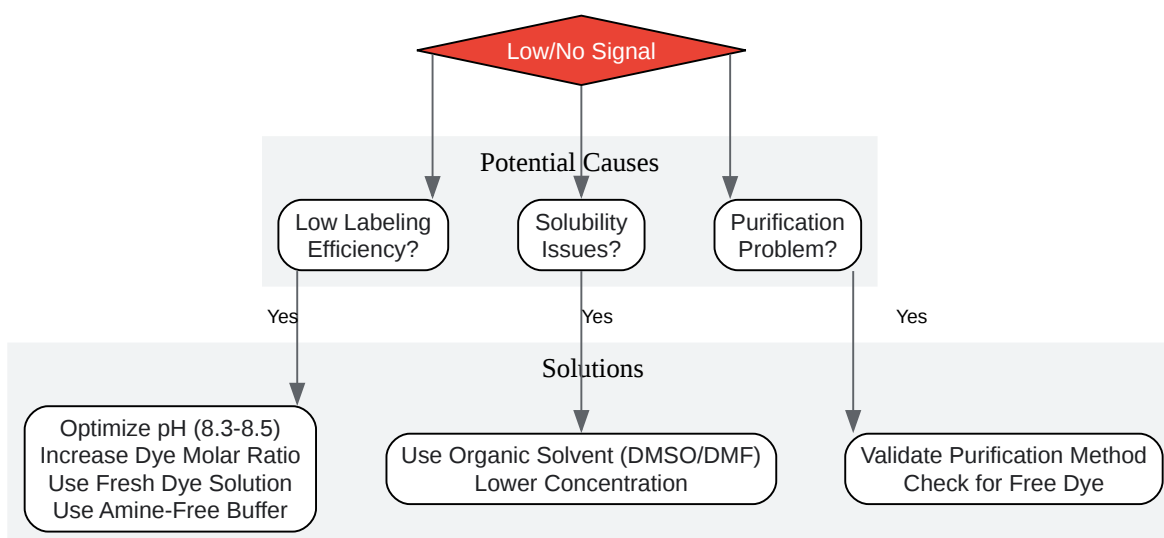 Low/No Signal
Potential Causes
Low Labeling
Efficiency?
Solubility
Issues?
Purification
Problem?
Yes
Yes
Yes
Solutions
Optimize pH (8.3-8.5)
Increase Dye Molar Ratio
Use Fresh Dye Solution
Use Amine-Free Buffer
Use Organic Solvent (DMSO/DMF)
Lower Concentration
Validate Purification Method
Check for Free Dye